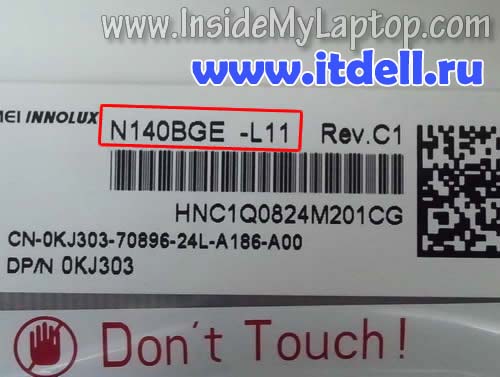 www.InsideMyLaptop.com
www.itdell.ru
MEI INNOLUX N140BGE -L11 Rev.C1
HNC1Q0824M201CG
CN-0KJ303-70896-24L-A186-A00
DP/N 0KJ303
Don't Touch !